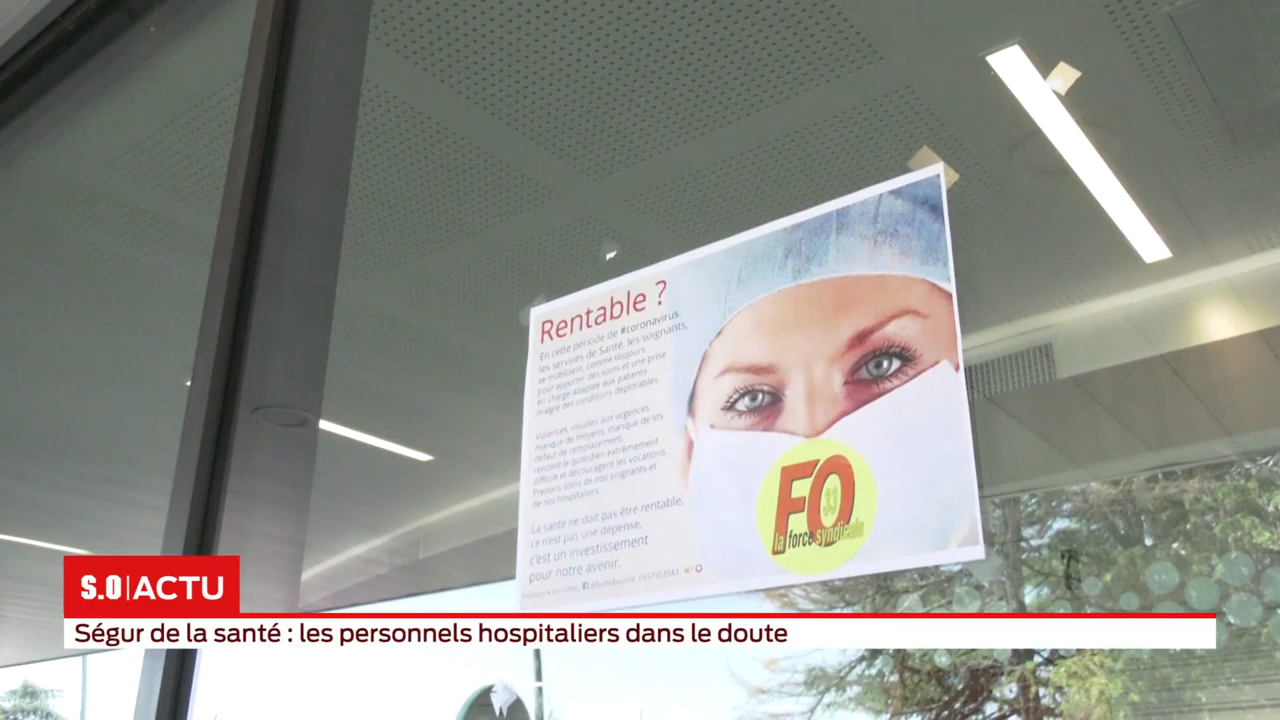 Rentable ?
En cette période de #coronavirus,
les services de Santé, les soignants,
se mobilisent, comme toujours
pour apporter des soins et une prise
en charge adaptée aux patients
malgré des conditions déplorables.
Violences, insultes aux urgences,
manque de moyens, manque de lits,
défaut de remplacement,
rendent le quotidien extrêmement
difficile et découragent les vocations.
Prenons soins de nos soignants et
de nos hospitaliers.
La santé ne doit pas être rentable,
ce n'est pas une dépense,
c'est un investissement
pour notre avenir.
FO
33
la force syndicale
S.O ACTU
Ségur de la santé : les personnels hospitaliers dans le doute